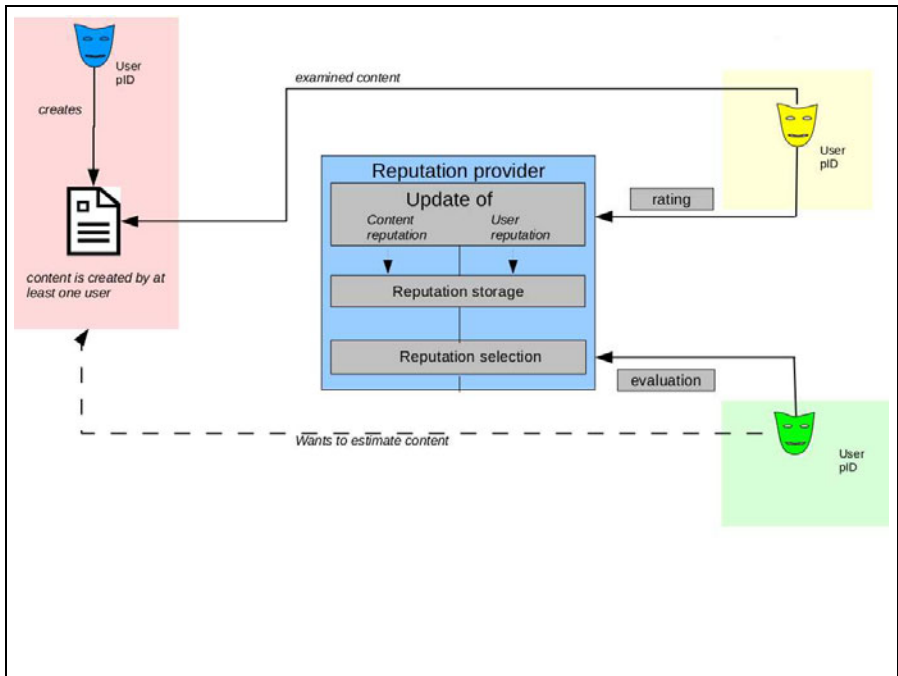 User
pID
creates
content is created by at
least one user
examined content
Reputation provider
Update of
Content
reputation
User
reputation
Reputation storage
Reputation selection
rating
User
pID
evaluation
Wants to estimate content
User
pID